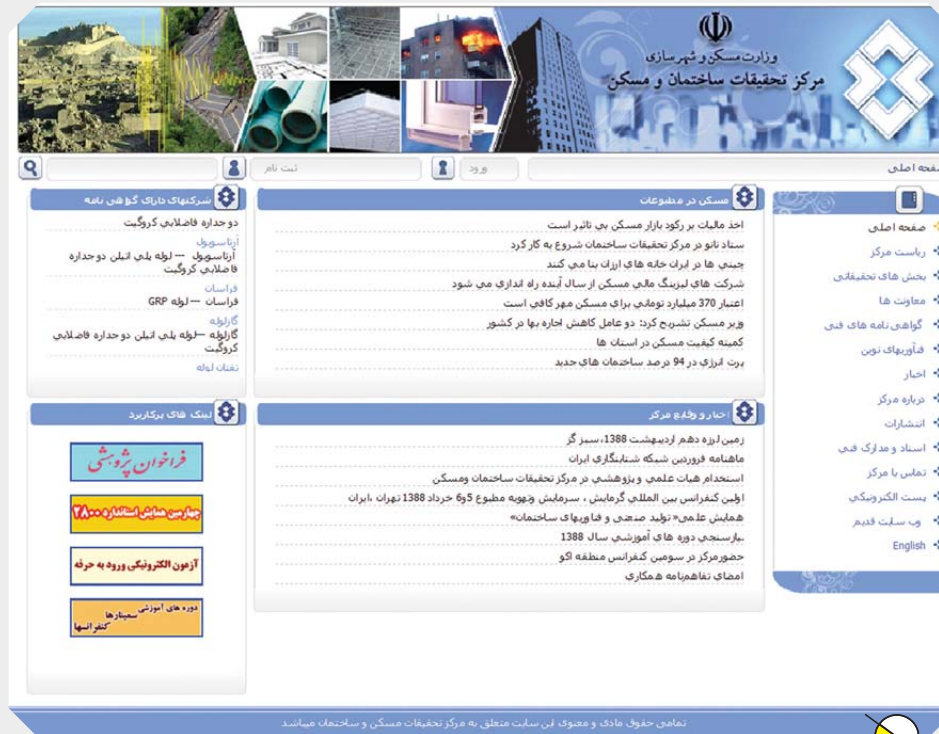 وزارت مسکن و شهرسازی
مرکز تحقیقات ساختمان و مسکن
صفحه اصلی
ورود
ثبت نام
صفحه اصلی
ریاست مرکز
بخش های تحقیقاتی
معاونت ها
گواهی نامه های فنی
فنآوریهای نوین
اخبار
درباره مرکز
انتشارات
اسناد و مدارک فنی
تماس با مرکز
پست الکترونیکی
وب سایت قدیم
English
مسکن در مطبوعات
اخذ مالیات بر رکود بازار مسکن بی تاثیر است
ستاد نانو در مرکز تحقیقات ساختمان شروع به کار کرد
چینی ها در ایران خانه های ارزان بنا می کنند
شرکت های لیزینگ مالی مسکن از سال آینده راه اندازی می شود
اعتبار 370 میلیارد تومانی برای مسکن مهر کافی است
وزیر مسکن تشریح کرد: دو عامل کاهش اجاره بها در کشور
کمیته کیفیت مسکن در استان ها
پرت انرژی در 94 درصد ساختمان های جدید
اخبار و وقایع مرکز
زمین لرزه دهم اردیبهشت 1388، سیز گز
ماهنامه فروردین شبکه شتابنگاری ایران
استخدام هیات علمی و پژوهشی در مرکز تحقیقات ساختمان ومسکن
اولین کنفرانس بین المللی گرمایش ، سرمایش وتهویه مطبوع 5و6 خرداد 1388 تهران ،ایران
همایش علمی« تولید صنعتی و فناوریهای ساختمان»
نیازسنجی دوره های آموزشی سال 1388
حضورمرکز در سومین کنفرانس منطقه اکو
امضای تفاهم‌نامه همکاری
شرکتهای دارای گواهی نامه
دوجداره فاضلابی کروگیت
آرتاسوپول
آرتاسوپول — لوله پلی اتیلن دوجداره
فاضلابی کروگیت
فراسان
فراسان — لوله GRP
گازلوله
گازلوله —لوله پلی اتیلن دوجداره فاضلابی
کروگیت
تفتان لوله
لینک های پرکاربرد
فراخوان پژوهشی
چهارمین همایش استاندارد ۲۸۰۰
آزمون الکترونیکی ورود به حرفه
دوره های آموزشی
سمینارها
کنفرانسها
تمامی حقوق مادی و معنوی این سایت متعلق به مرکز تحقیقات مسکن و ساختمان میباشد